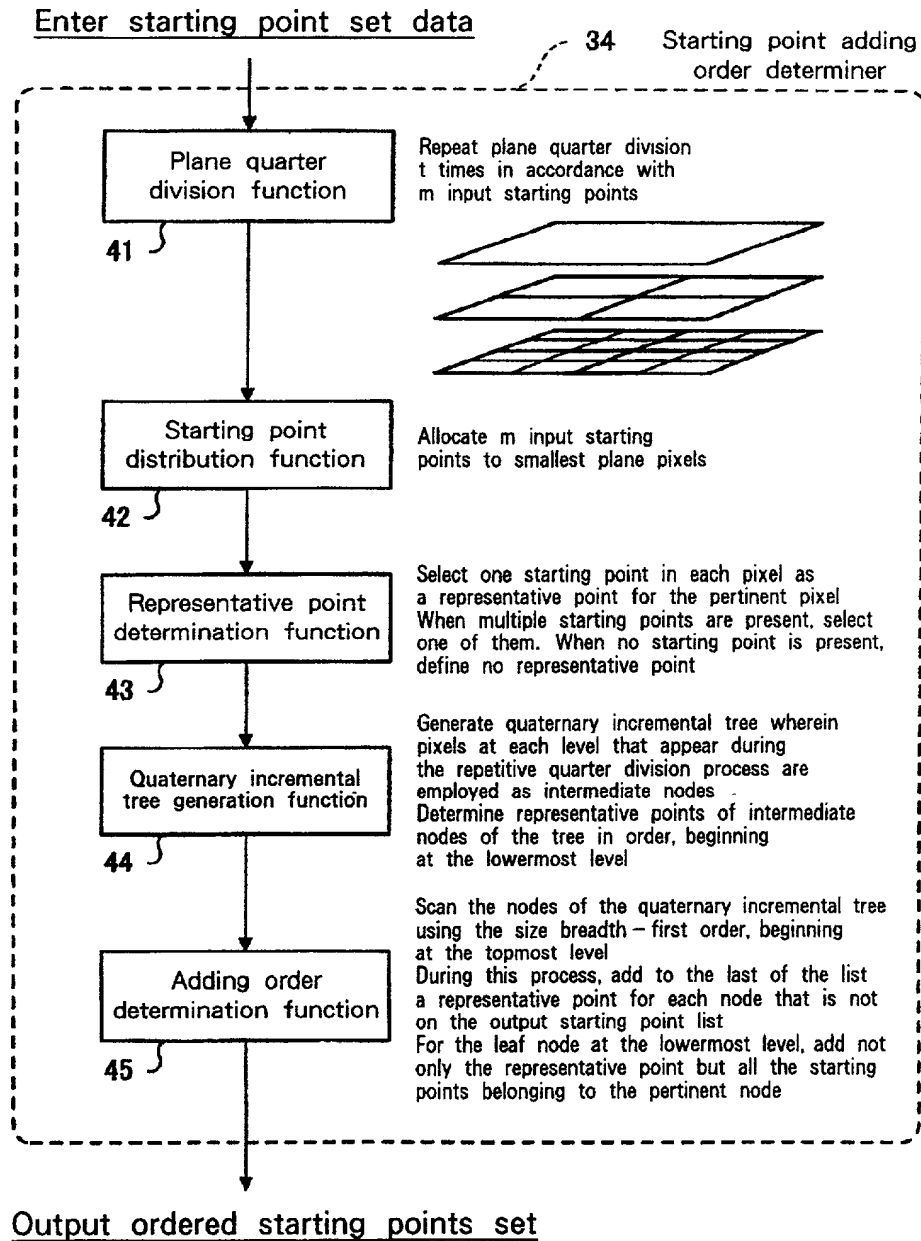 Enter starting point set data
34 Starting point adding
order determiner
Plane quarter
division function
41
Repeat plane quarter division
t times in accordance with
m input starting points
Starting point
distribution function
42
Allocate m input starting
points to smallest plane pixels
Representative point
determination function
43
Select one starting point in each pixel as
a representative point for the pertinent pixel
When multiple starting points are present, select
one of them. When no starting point is present,
define no representative point
Quaternary incremental
tree generation function
44
Generate quaternary incremental tree wherein
pixels at each level that appear during
the repetitive quarter division process are
employed as intermediate nodes
Determine representative points of intermediate
nodes of the tree in order, beginning
at the lowermost level
Adding order
determination function
45
Scan the nodes of the quaternary incremental tree
using the size breadth – first order, beginning
at the topmost level
During this process, add to the last of the list
a representative point for each node that is not
on the output starting point list
For the leaf node at the lowermost level, add not
only the representative point but all the starting
points belonging to the pertinent node
Output ordered starting points set